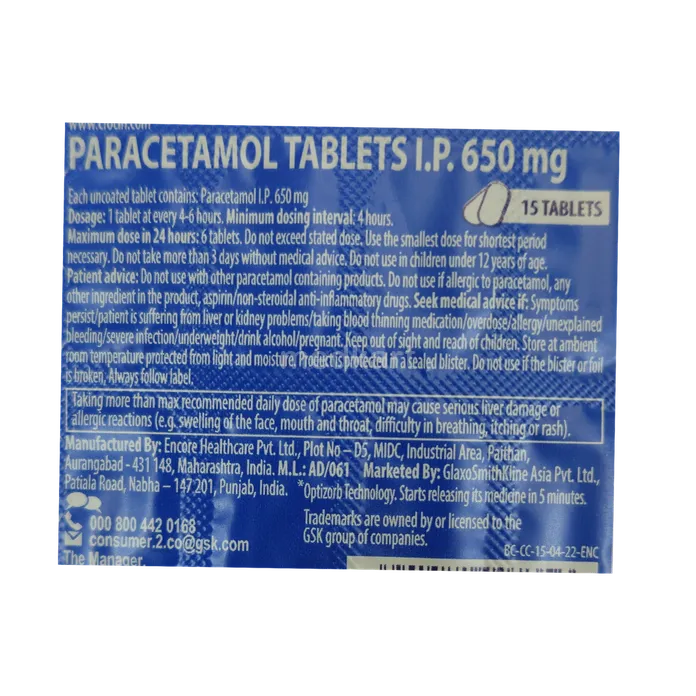 www.crocin.com
PARACETAMOL TABLETS I.P. 650 mg
Each uncoated tablet contains: Paracetamol I.P. 650 mg
15 TABLETS
Dosage: 1 tablet at every 4-6 hours. Minimum dosing interval: 4 hours.
Maximum dose in 24 hours: 6 tablets. Do not exceed stated dose. Use the smallest dose for shortest period
necessary. Do not take more than 3 days without medical advice. Do not use in children under 12 years of age.
Patient advice: Do not use with other paracetamol containing products. Do not use if allergic to paracetamol, any
other ingredient in the product, aspirin/non-steroidal anti-inflammatory drugs. Seek medical advice if: Symptoms
persist/patient is suffering from liver or kidney problems/taking blood thinning medication/overdose/allergy/unexplained
bleeding/severe infection/underweight/drink alcohol/pregnant. Keep out of sight and reach of children. Store at ambient
room temperature protected from light and moisture, Product is protected in a sealed blister. Do not use if the blister or foil
is broken. Always follow label.
Taking more than max recommended daily dose of paracetamol may cause serious liver damage or
allergic reactions (e.g. swelling of the face, mouth and throat, difficulty in breathing, itching or rash).
Manufactured By: Encore Healthcare Pvt. Ltd., Plot No – D5, MIDC, Industrial Area, Paithan,
Aurangabad - 431 148, Maharashtra, India. M.L.: AD/061 Marketed By: GlaxoSmithKline Asia Pvt. Ltd.,
Patiala Road, Nabha – 147 201, Punjab, India. *Optizorb Technology. Starts releasing its medicine in 5 minutes.
000 800 442 0168
consumer.2.co@gsk.com
The Manager,
Trademarks are owned by or licensed to the
GSK group of companies.
BC-CC-15-04-22-ENC